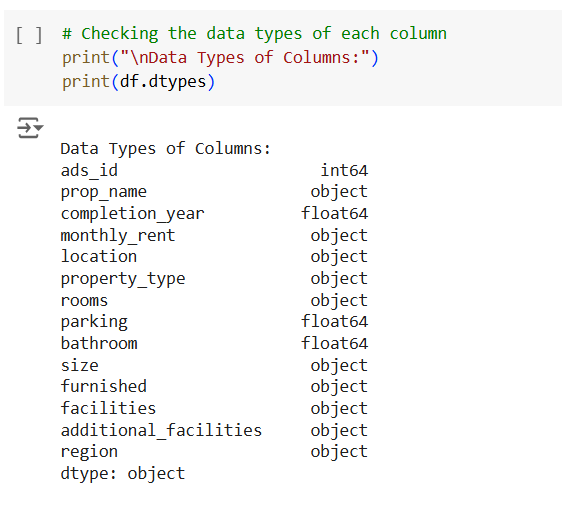 [ ] # Checking the data types of each column
print("\nData Types of Columns:")
print(df.dtypes)
Data Types of Columns:
ads_id int64
prop_name object
completion_year float64
monthly_rent object
location object
property_type object
rooms object
parking float64
bathroom float64
size object
furnished object
facilities object
additional_facilities object
region object
dtype: object